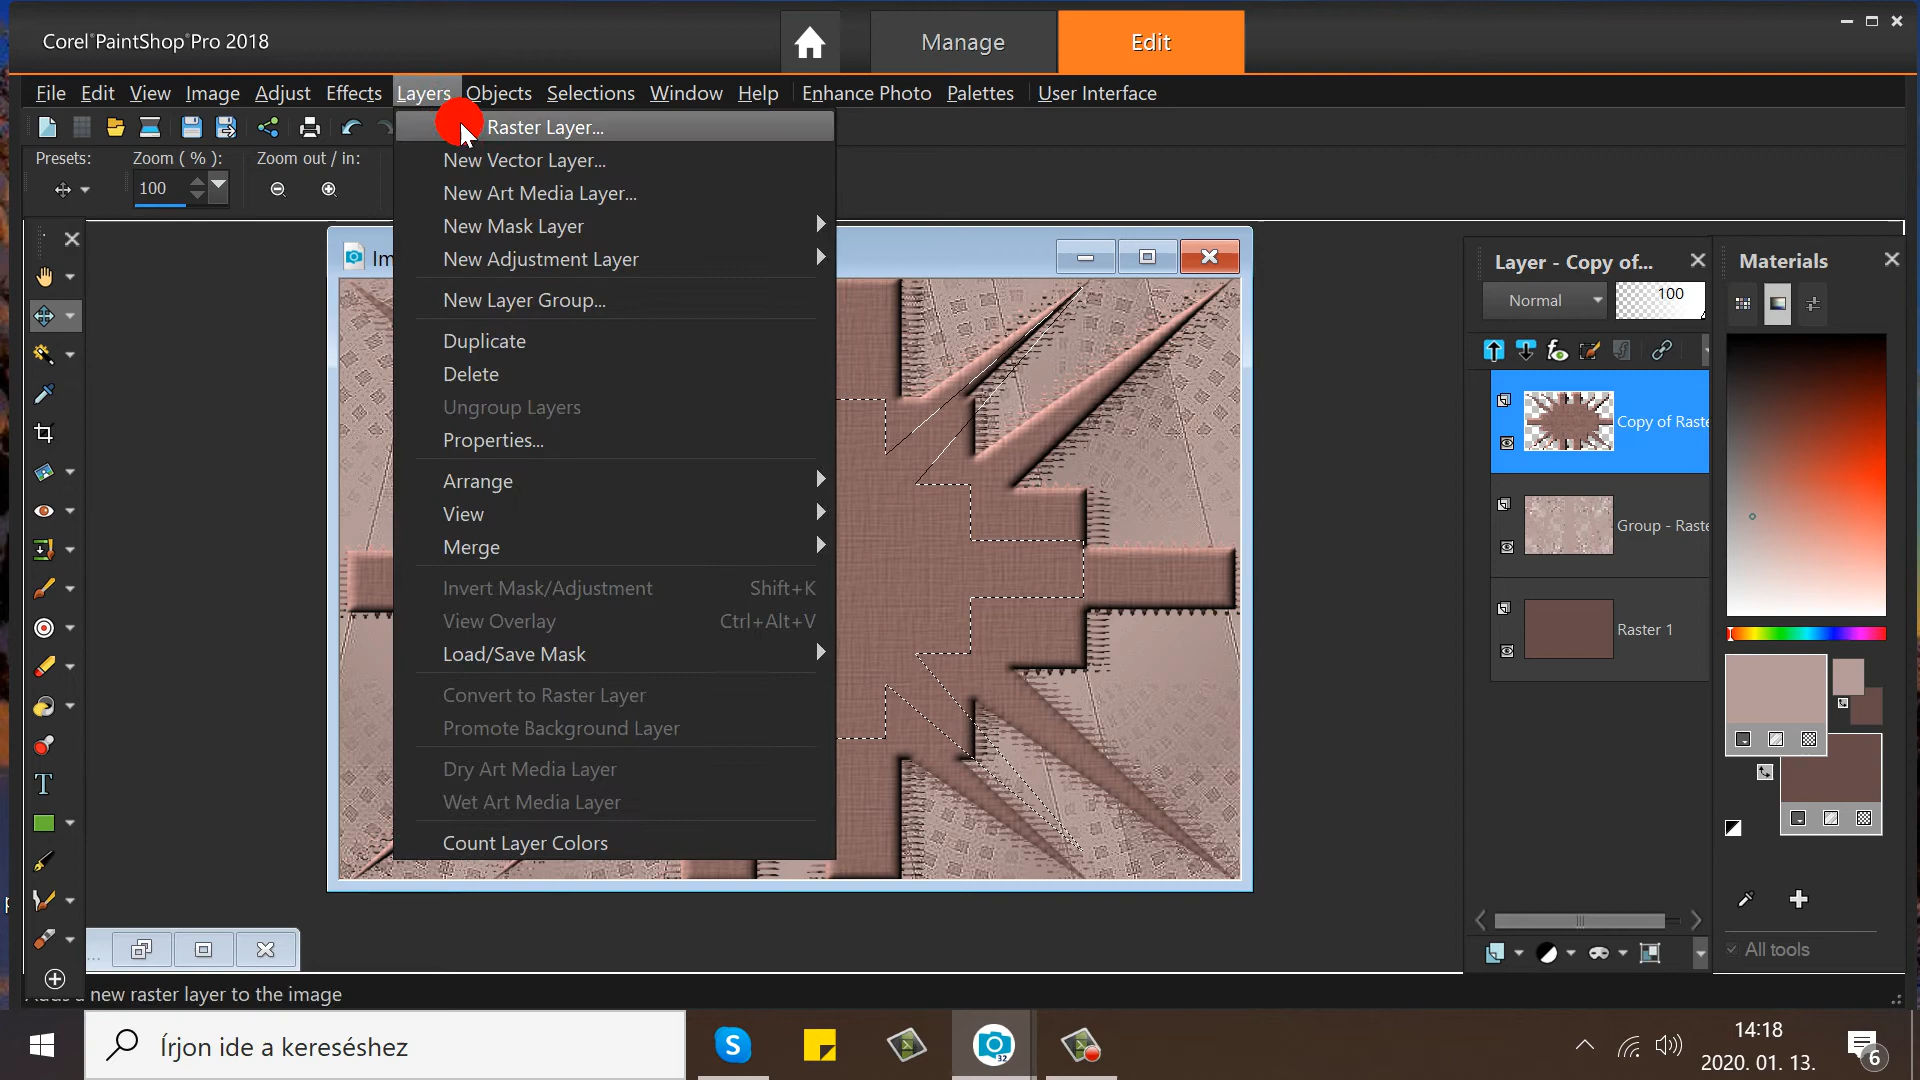 Corel®PaintShop®Pro 2018
Manage
Edit
File Edit View Image Adjust Effects Layers Objects Selections Window Help Enhance Photo Palettes User Interface
Raster Layer...
Presets:
Zoom ( % ):
Zoom out / in:
100
New Vector Layer...
New Art Media Layer...
New Mask Layer
New Adjustment Layer
New Layer Group...
Duplicate
Delete
Ungroup Layers
Properties...
Arrange
View
Merge
Invert Mask/Adjustment Shift+K
View Overlay Ctrl+Alt+V
Load/Save Mask
Convert to Raster Layer
Promote Background Layer
Dry Art Media Layer
Wet Art Media Layer
Count Layer Colors
Im
Layer - Copy of...
Normal
100
Copy of Raste
Group - Raste
Raster 1
Materials
All tools
...
a new raster layer to the image
Írjon ide a kereséshez
S
32
14:18
2020. 01. 13.
6